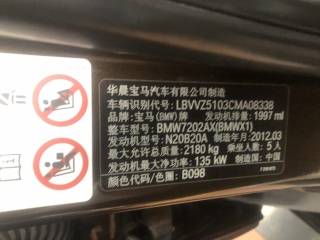 华晨宝马汽车有限公司制造
车辆识别代号: LBVVZ5103CMA08338
品牌: 宝马(BMW)牌 发动机排量: 1997 ml
整车型号: BMW7202AX(BMWX1)
发动机型号: N20B20A 制造年月: 2012.03
最大允许总质量: 2180 kg 乘坐人数: 5人
发动机最大净功率: 135 kW 制造国: 中国
颜色代码/色圈: B098